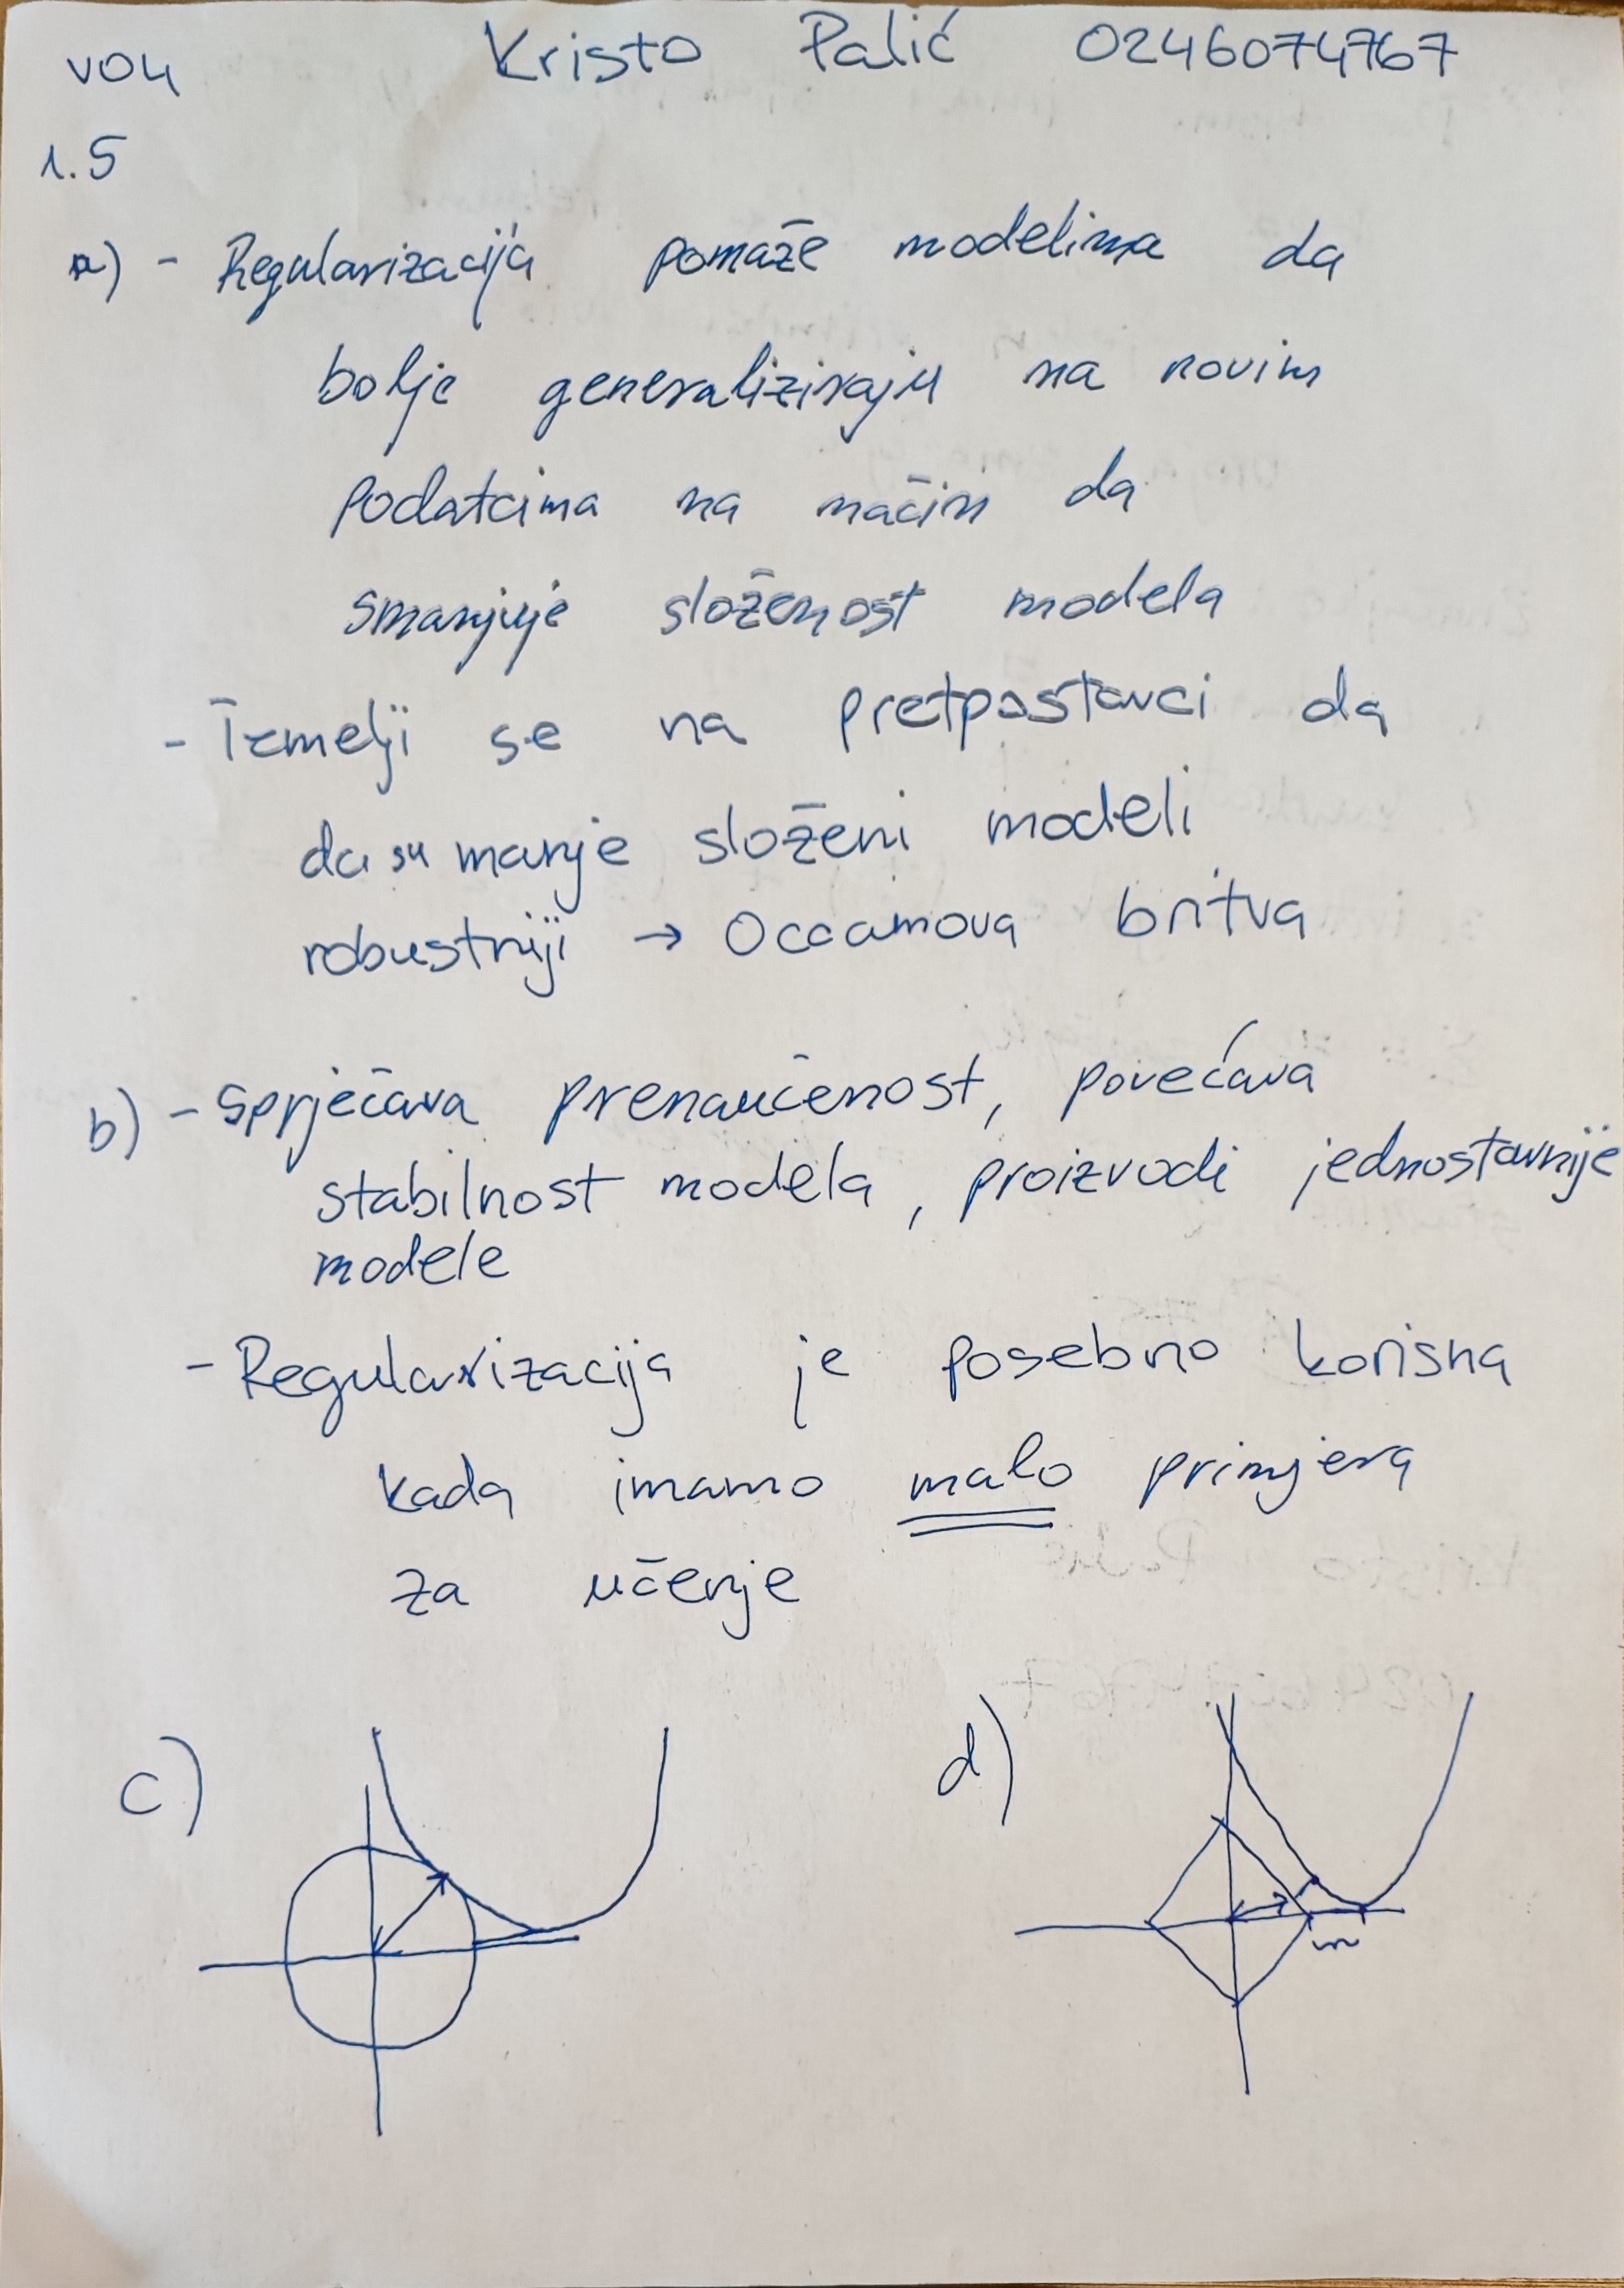 V04 Kristo Palić 0246074767
1.5
a) - Regularizacija pomaže modelima da
bolje generaliziraju na novim
podatcima na način da
smanjuje složenost modela
- Temelji se na pretpostavci da
da su manje složeni modeli
robustniji → Occamova britva
b) - Sprječava prenaučenost, povećava
stabilnost modela, proizvodi jednostavnije
modele
- Regularizacija je posebno korisna
kada imamo malo primjera
za učenje
c) d)